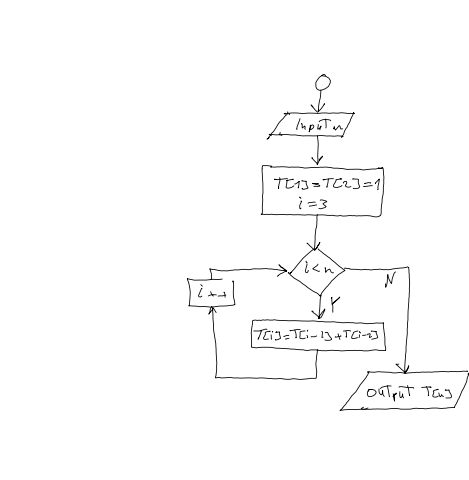 InpuT n
T[1]=T[2]=1
i=3
i<n
N
i++
Y
T[i]=T[i-1]+T[i-2]
OUTPUT T[n]